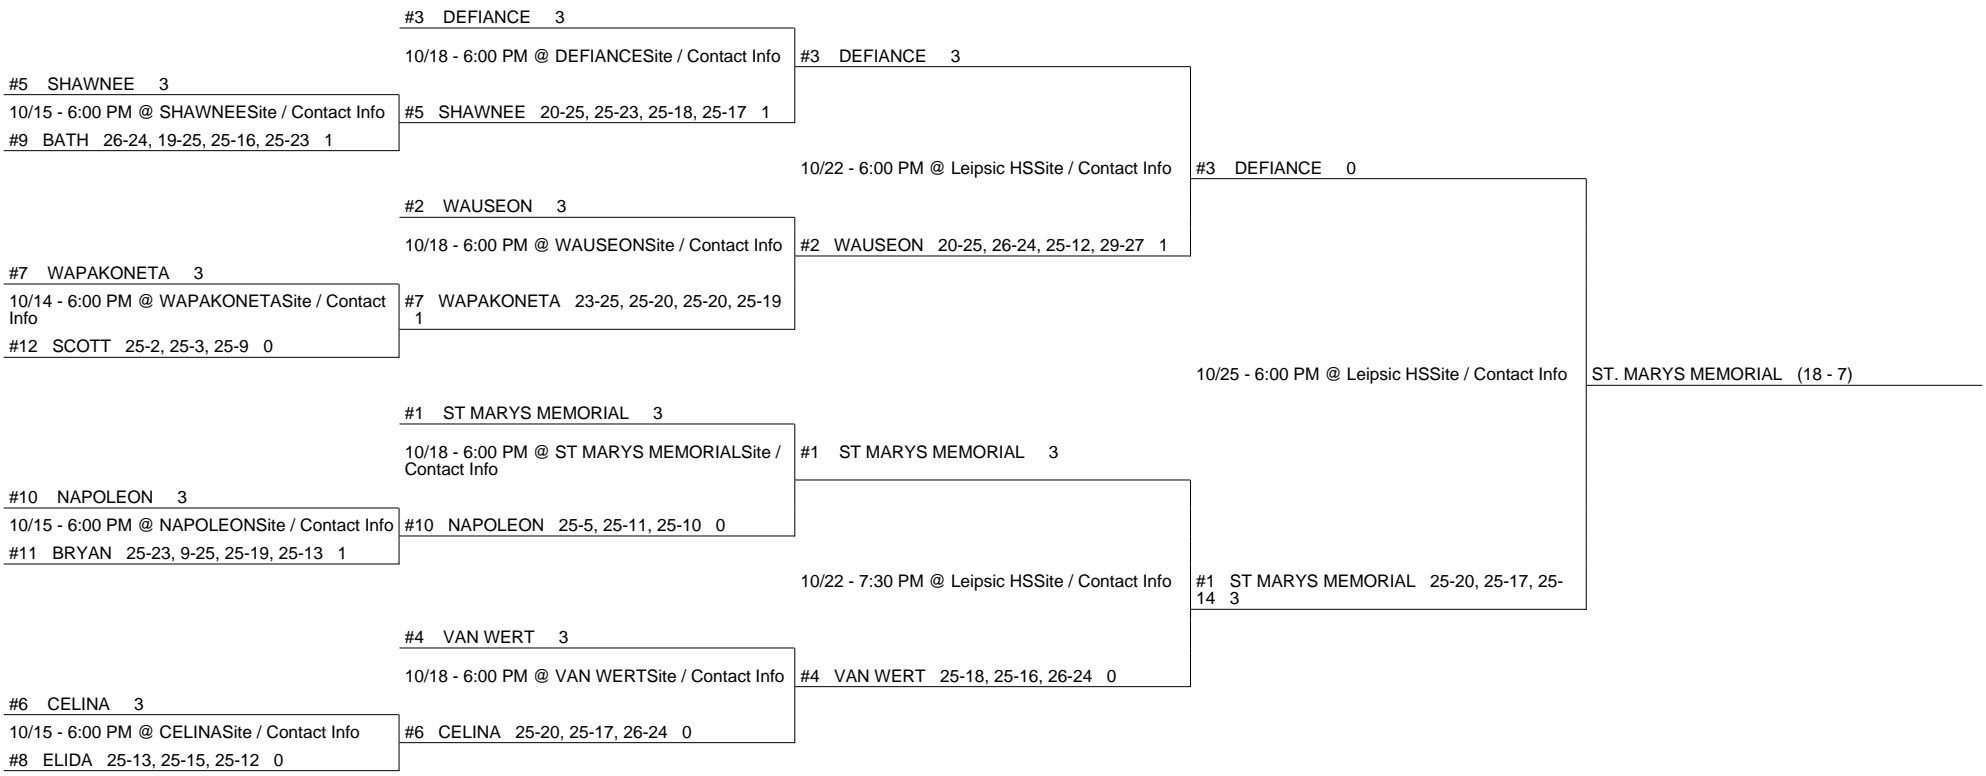 #3 DEFIANCE 3
10/18 - 6:00 PM @ DEFIANCESite / Contact Info
#3 DEFIANCE 3
#5 SHAWNEE 3
10/15 - 6:00 PM @ SHAWNEESite / Contact Info
#5 SHAWNEE 20-25, 25-23, 25-18, 25-17 1
#9 BATH 26-24, 19-25, 25-16, 25-23 1
10/22 - 6:00 PM @ Leipsic HSSite / Contact Info
#3 DEFIANCE 0
#2 WAUSEON 3
10/18 - 6:00 PM @ WAUSEONSite / Contact Info
#2 WAUSEON 20-25, 26-24, 25-12, 29-27 1
#7 WAPAKONETA 3
10/14 - 6:00 PM @ WAPAKONETASite / Contact
Info
#7 WAPAKONETA 23-25, 25-20, 25-20, 25-19
1
#12 SCOTT 25-2, 25-3, 25-9 0
10/25 - 6:00 PM @ Leipsic HSSite / Contact Info
ST. MARYS MEMORIAL (18 - 7)
#1 ST MARYS MEMORIAL 3
10/18 - 6:00 PM @ ST MARYS MEMORIALSite /
Contact Info
#1 ST MARYS MEMORIAL 3
#10 NAPOLEON 3
10/15 - 6:00 PM @ NAPOLEONSite / Contact Info
#10 NAPOLEON 25-5, 25-11, 25-10 0
#11 BRYAN 25-23, 9-25, 25-19, 25-13 1
10/22 - 7:30 PM @ Leipsic HSSite / Contact Info
#1 ST MARYS MEMORIAL 25-20, 25-17, 25-
14 3
#4 VAN WERT 3
10/18 - 6:00 PM @ VAN WERTSite / Contact Info
#4 VAN WERT 25-18, 25-16, 26-24 0
#6 CELINA 3
10/15 - 6:00 PM @ CELINASite / Contact Info
#6 CELINA 25-20, 25-17, 26-24 0
#8 ELIDA 25-13, 25-15, 25-12 0